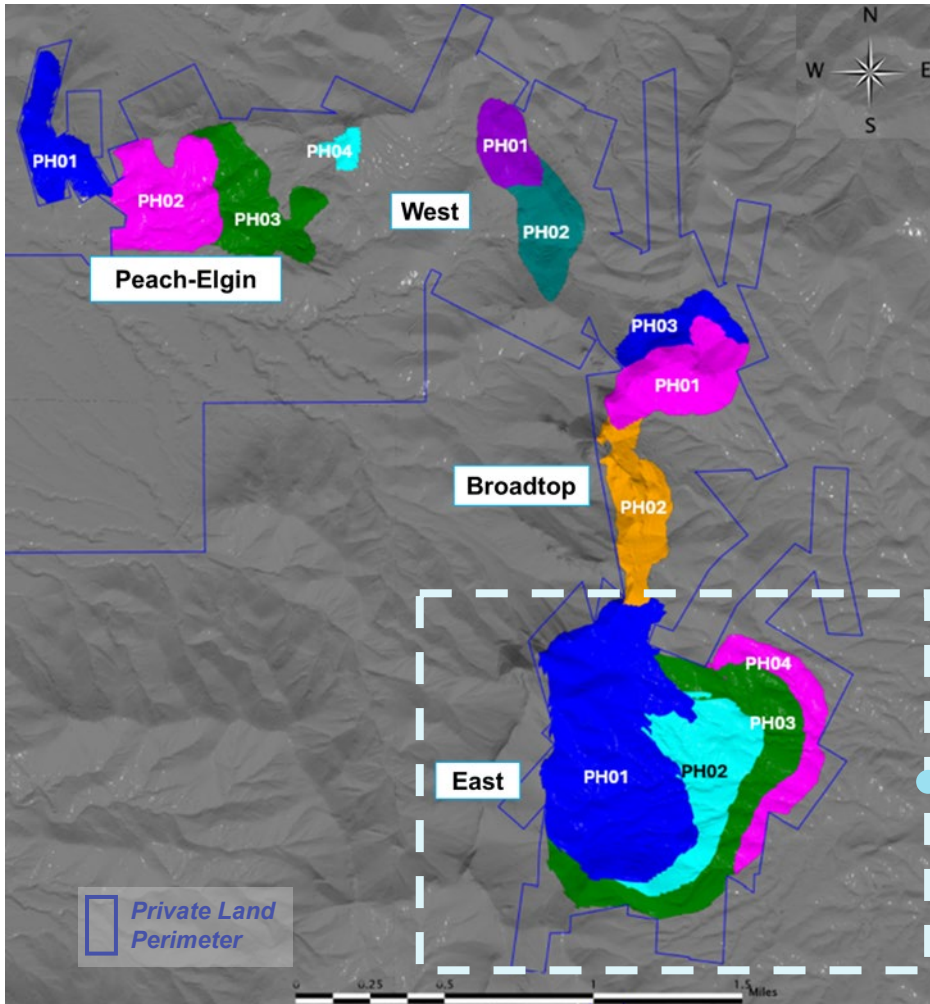 N
W E
S
PH01
PH02
PH03
PH04
PH01
West
PH02
Peach-Elgin
PH03
PH01
Broadtop
PH02
PH04
PH03
PH02
PH01
East
Private Land
Perimeter
0 0.25 0.5 1 1.5
Miles